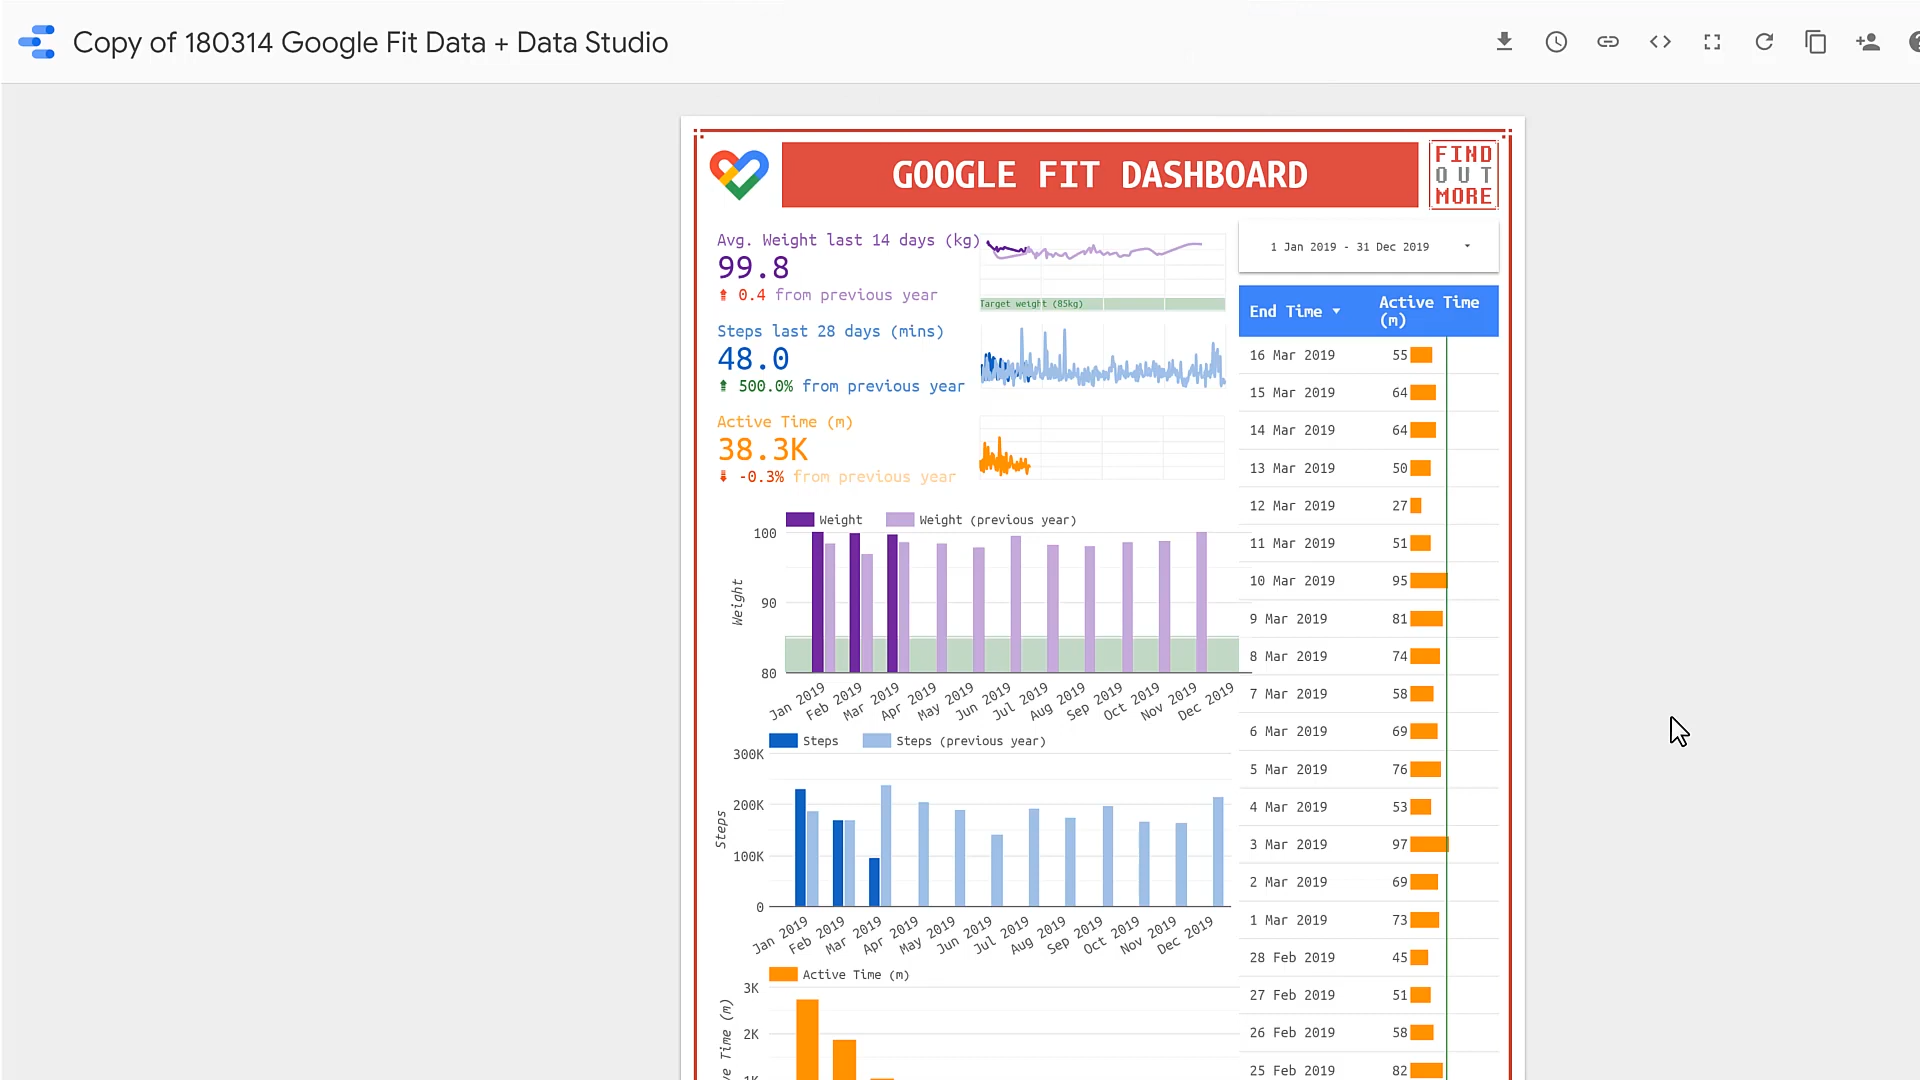 Copy of 180314 Google Fit Data + Data Studio
GOOGLE FIT DASHBOARD
FIND
OUT
MORE
Avg. Weight last 14 days (kg)
99.8
0.4 from previous year
Target weight (85kg)
Steps last 28 days (mins)
48.0
500.0% from previous year
Active Time (m)
38.3K
-0.3% from previous year
1 Jan 2019 - 31 Dec 2019
End Time
Active Time (m)
16 Mar 2019 55
15 Mar 2019 64
14 Mar 2019 64
13 Mar 2019 50
12 Mar 2019 27
11 Mar 2019 51
10 Mar 2019 95
9 Mar 2019 81
8 Mar 2019 74
7 Mar 2019 58
6 Mar 2019 69
5 Mar 2019 76
4 Mar 2019 53
3 Mar 2019 97
2 Mar 2019 69
1 Mar 2019 73
28 Feb 2019 45
27 Feb 2019 51
26 Feb 2019 58
25 Feb 2019 82
Weight Weight (previous year)
100
90
80
Weight
Jan 2019 Feb 2019 Mar 2019 Apr 2019 May 2019 Jun 2019 Jul 2019 Aug 2019 Sep 2019 Oct 2019 Nov 2019 Dec 2019
Steps Steps (previous year)
300K
200K
100K
0
Steps
Jan 2019 Feb 2019 Mar 2019 Apr 2019 May 2019 Jun 2019 Jul 2019 Aug 2019 Sep 2019 Oct 2019 Nov 2019 Dec 2019
Active Time (m)
3K
2K
1K
ve Time (m)